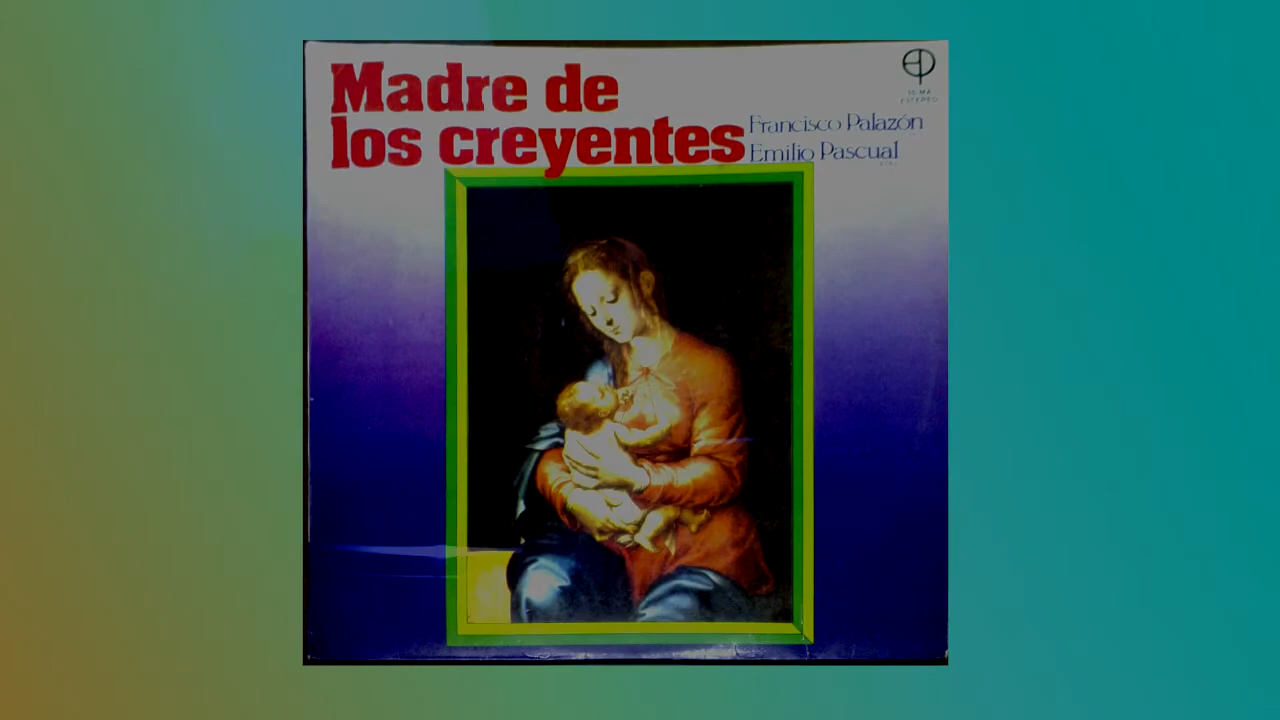 Madre de
los creyentes
Francisco Palazón
Emilio Pascual
ESTEREO